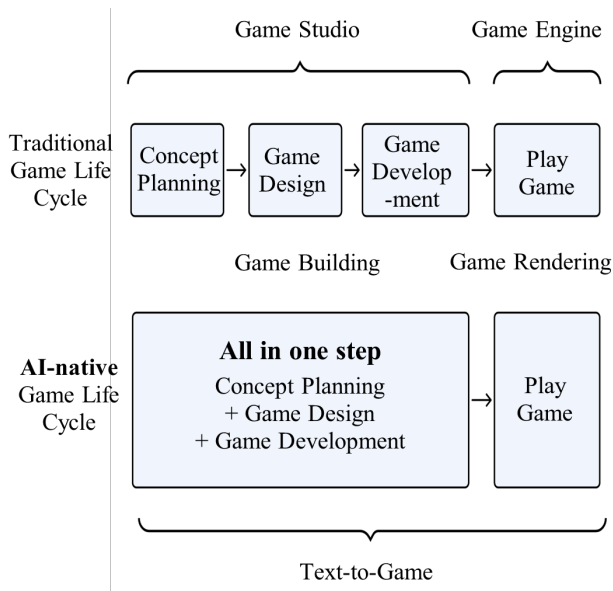 Game Studio
Game Engine
Traditional
Game Life
Cycle
Concept
Planning
Game
Design
Game
Develop
-ment
Play
Game
Game Building
Game Rendering
AI-native
Game Life
Cycle
All in one step
Concept Planning
+ Game Design
+ Game Development
Play
Game
Text-to-Game